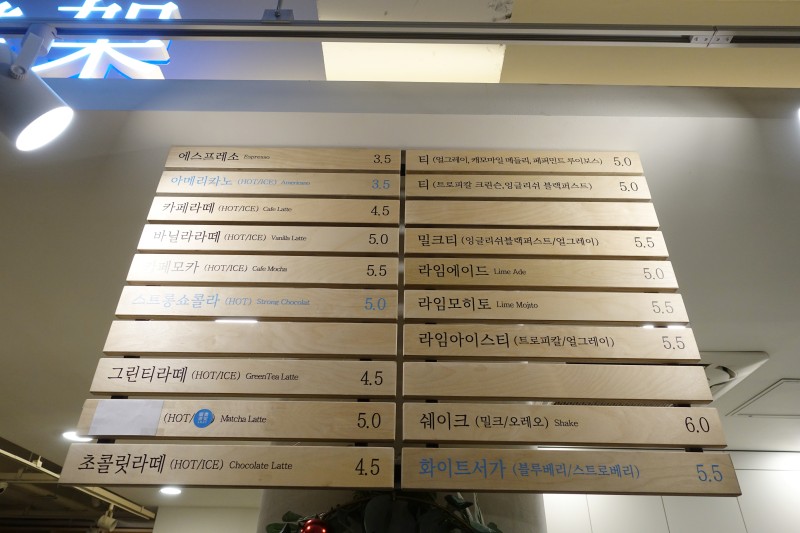 架
에스프레소 Espresso 3.5
아메리카노 (HOT/ICE) Americano 3.5
카페라떼 (HOT/ICE) Cafe Latte 4.5
바닐라라떼 (HOT/ICE) Vanilla Latte 5.0
페모카 (HOT/ICE) Cafe Mocha 5.5
스트롱쇼콜라 (HOT) Strong Chocolat 5.0
그린티라떼 (HOT/ICE) GreenTea Latte 4.5
(HOT/ Matcha Latte 5.0
초콜릿라떼 (HOT/ICE) Chocolate Latte 4.5
티 (얼그레이, 캐모마일 메들리, 페퍼민트 루이보스) 5.0
티 (트로피칼 크린슨,잉글리쉬 블랙퍼스트) 5.0
밀크티 (잉글리쉬블랙퍼스트/얼그레이) 5.5
라임에이드 Lime Ade 5.0
라임모히토 Lime Mojito 5.5
라임아이스티 (트로피칼/얼그레이) 5.5
쉐이크 (밀크/오레오) Shake 6.0
화이트서가 (블루베리/스트로베리) 5.5